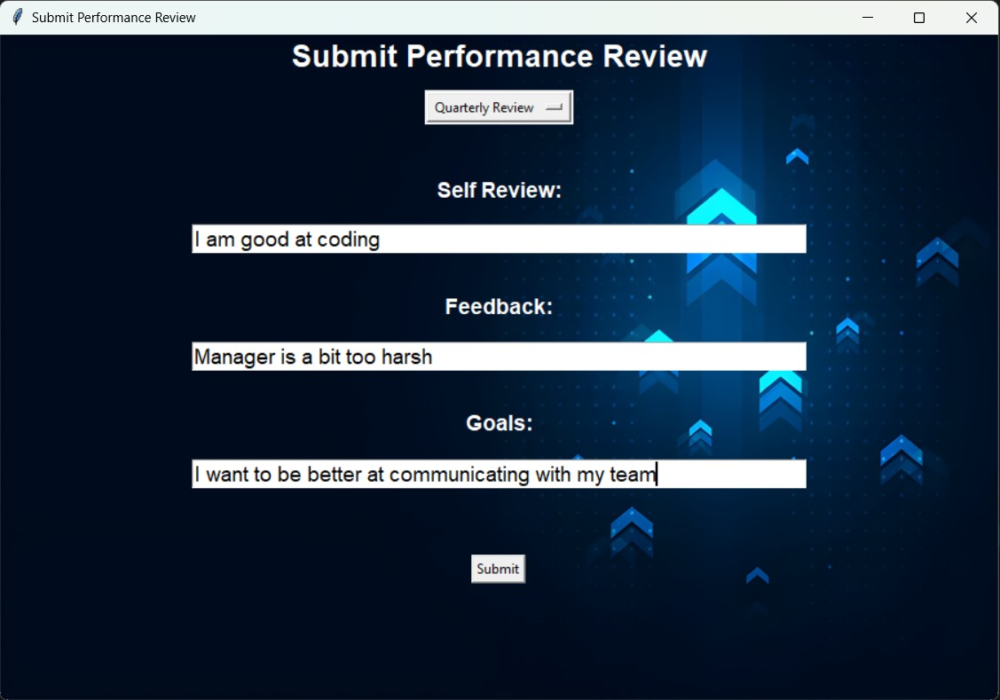 Submit Performance Review
Submit Performance Review
Quarterly Review
Self Review:
I am good at coding
Feedback:
Manager is a bit too harsh
Goals:
I want to be better at communicating with my team
Submit